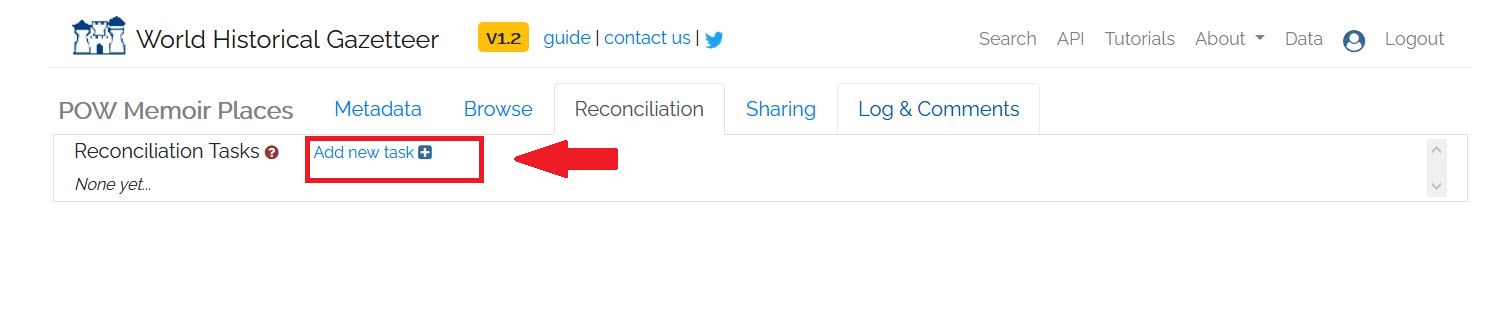 World Historical Gazetteer V1.2 guide | contact us | Search API Tutorials About Data Logout
POW Memoir Places Metadata Browse Reconciliation Sharing Log & Comments
Reconciliation Tasks ? Add new task
None yet...